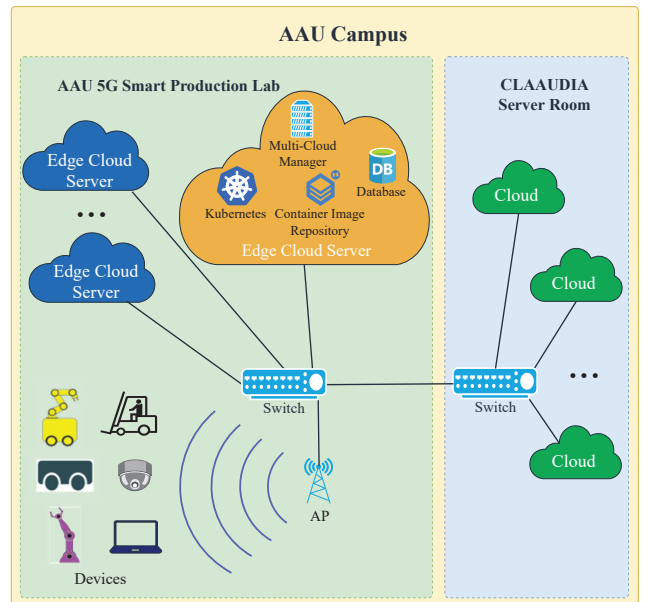 AAU Campus
AAU 5G Smart Production Lab
CLAAUDIA
Server Room
Edge Cloud
Server
...
Edge Cloud
Server
Multi-Cloud
Manager
DB
Database
Kubernetes
Container Image
Repository
Edge Cloud Server
Cloud
Cloud
...
Cloud
Switch
Switch
AP
Devices